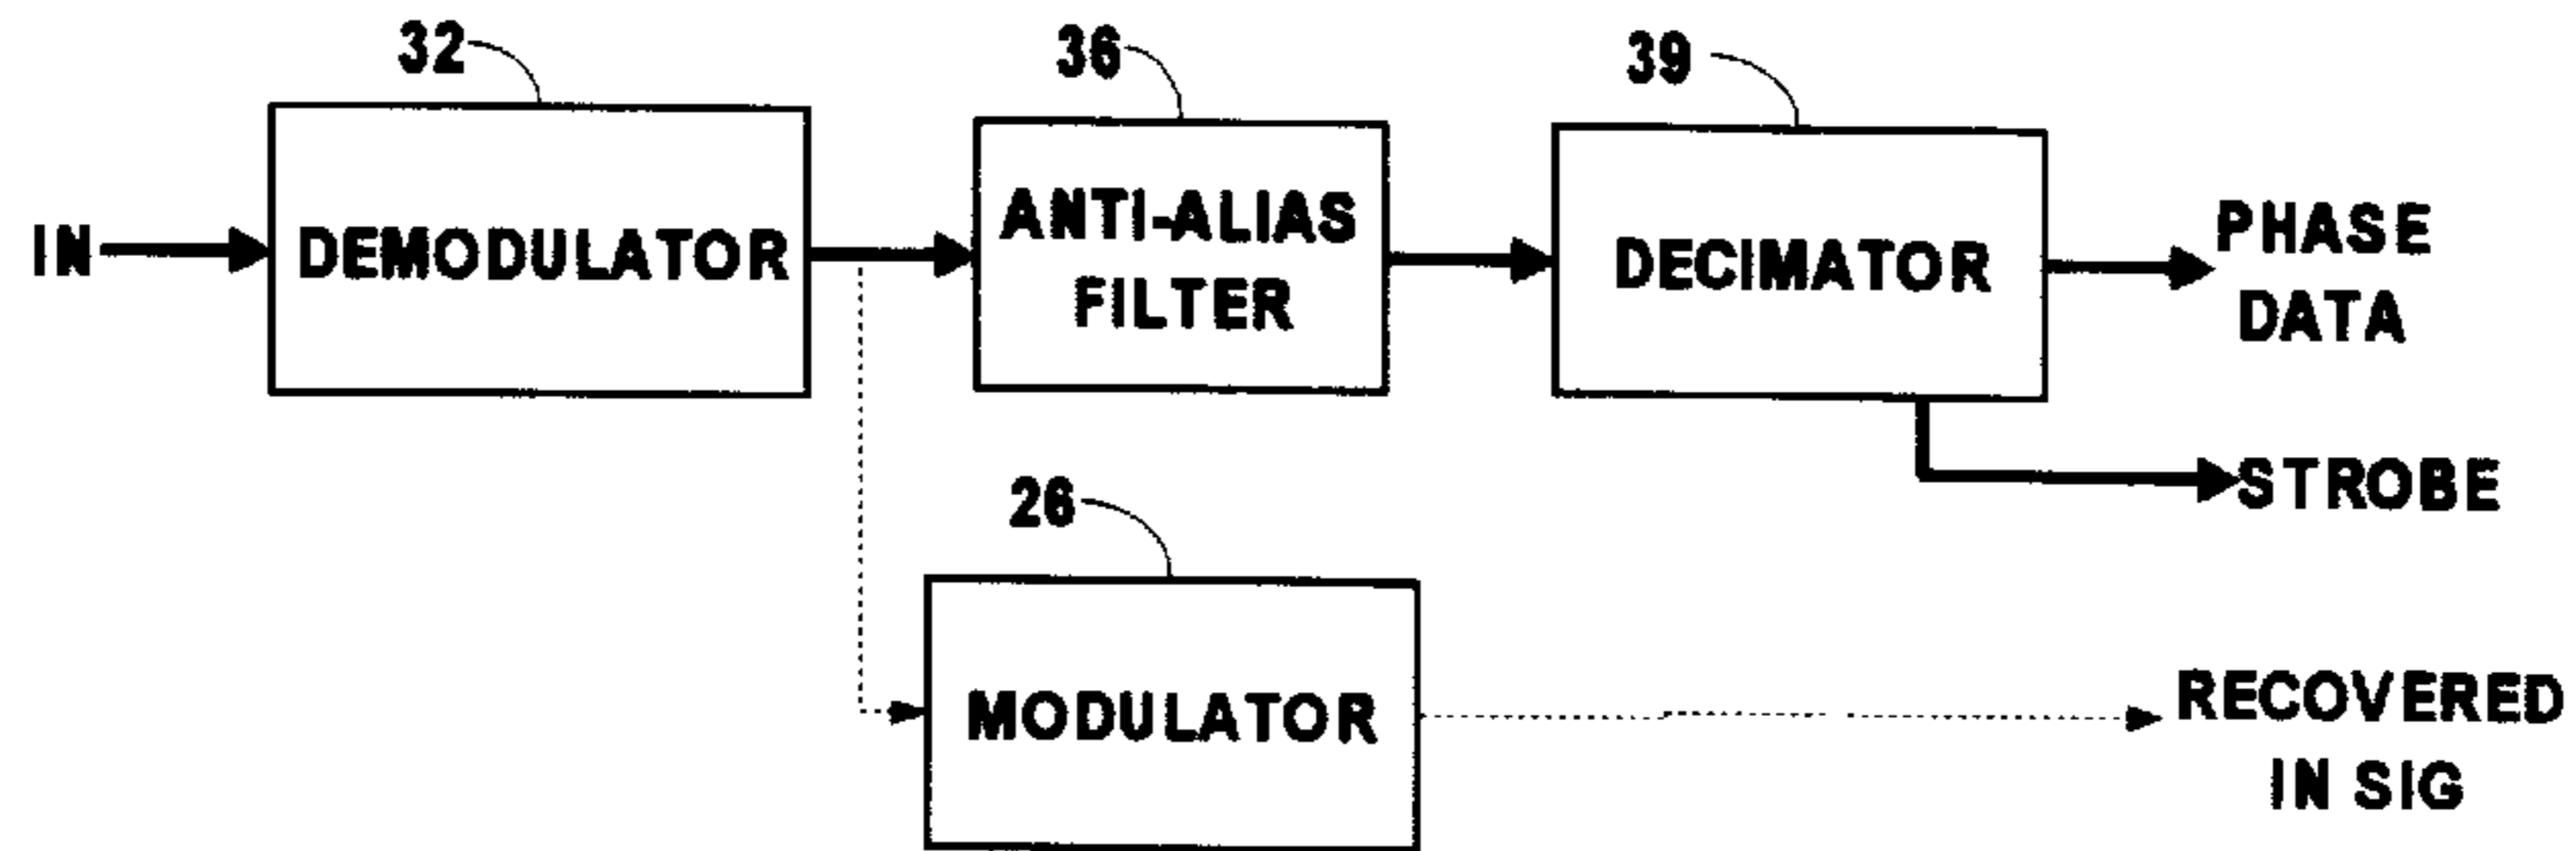 32
36
39
IN
DEMODULATOR
ANTI-ALIAS
FILTER
DECIMATOR
PHASE
DATA
STROBE
26
MODULATOR
RECOVERED
IN SIG